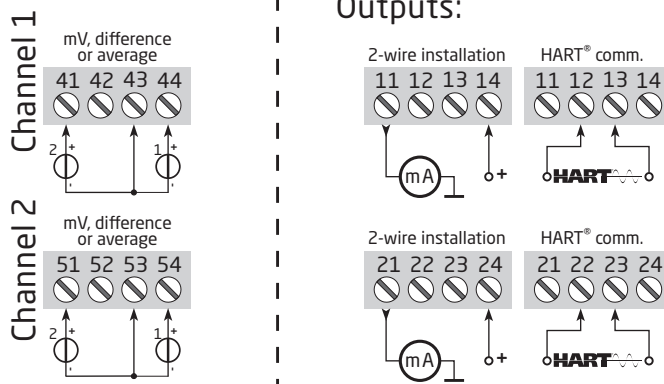 Channel 1
mV, difference
or average
41 42 43 44
2 + 1 +
- -
Channel 2
mV, difference
or average
51 52 53 54
2 + 1 +
- -
Outputs:
2-wire installation
11 12 13 14
mA +
HART® comm.
11 12 13 14
HART
2-wire installation
21 22 23 24
mA +
HART® comm.
21 22 23 24
HART